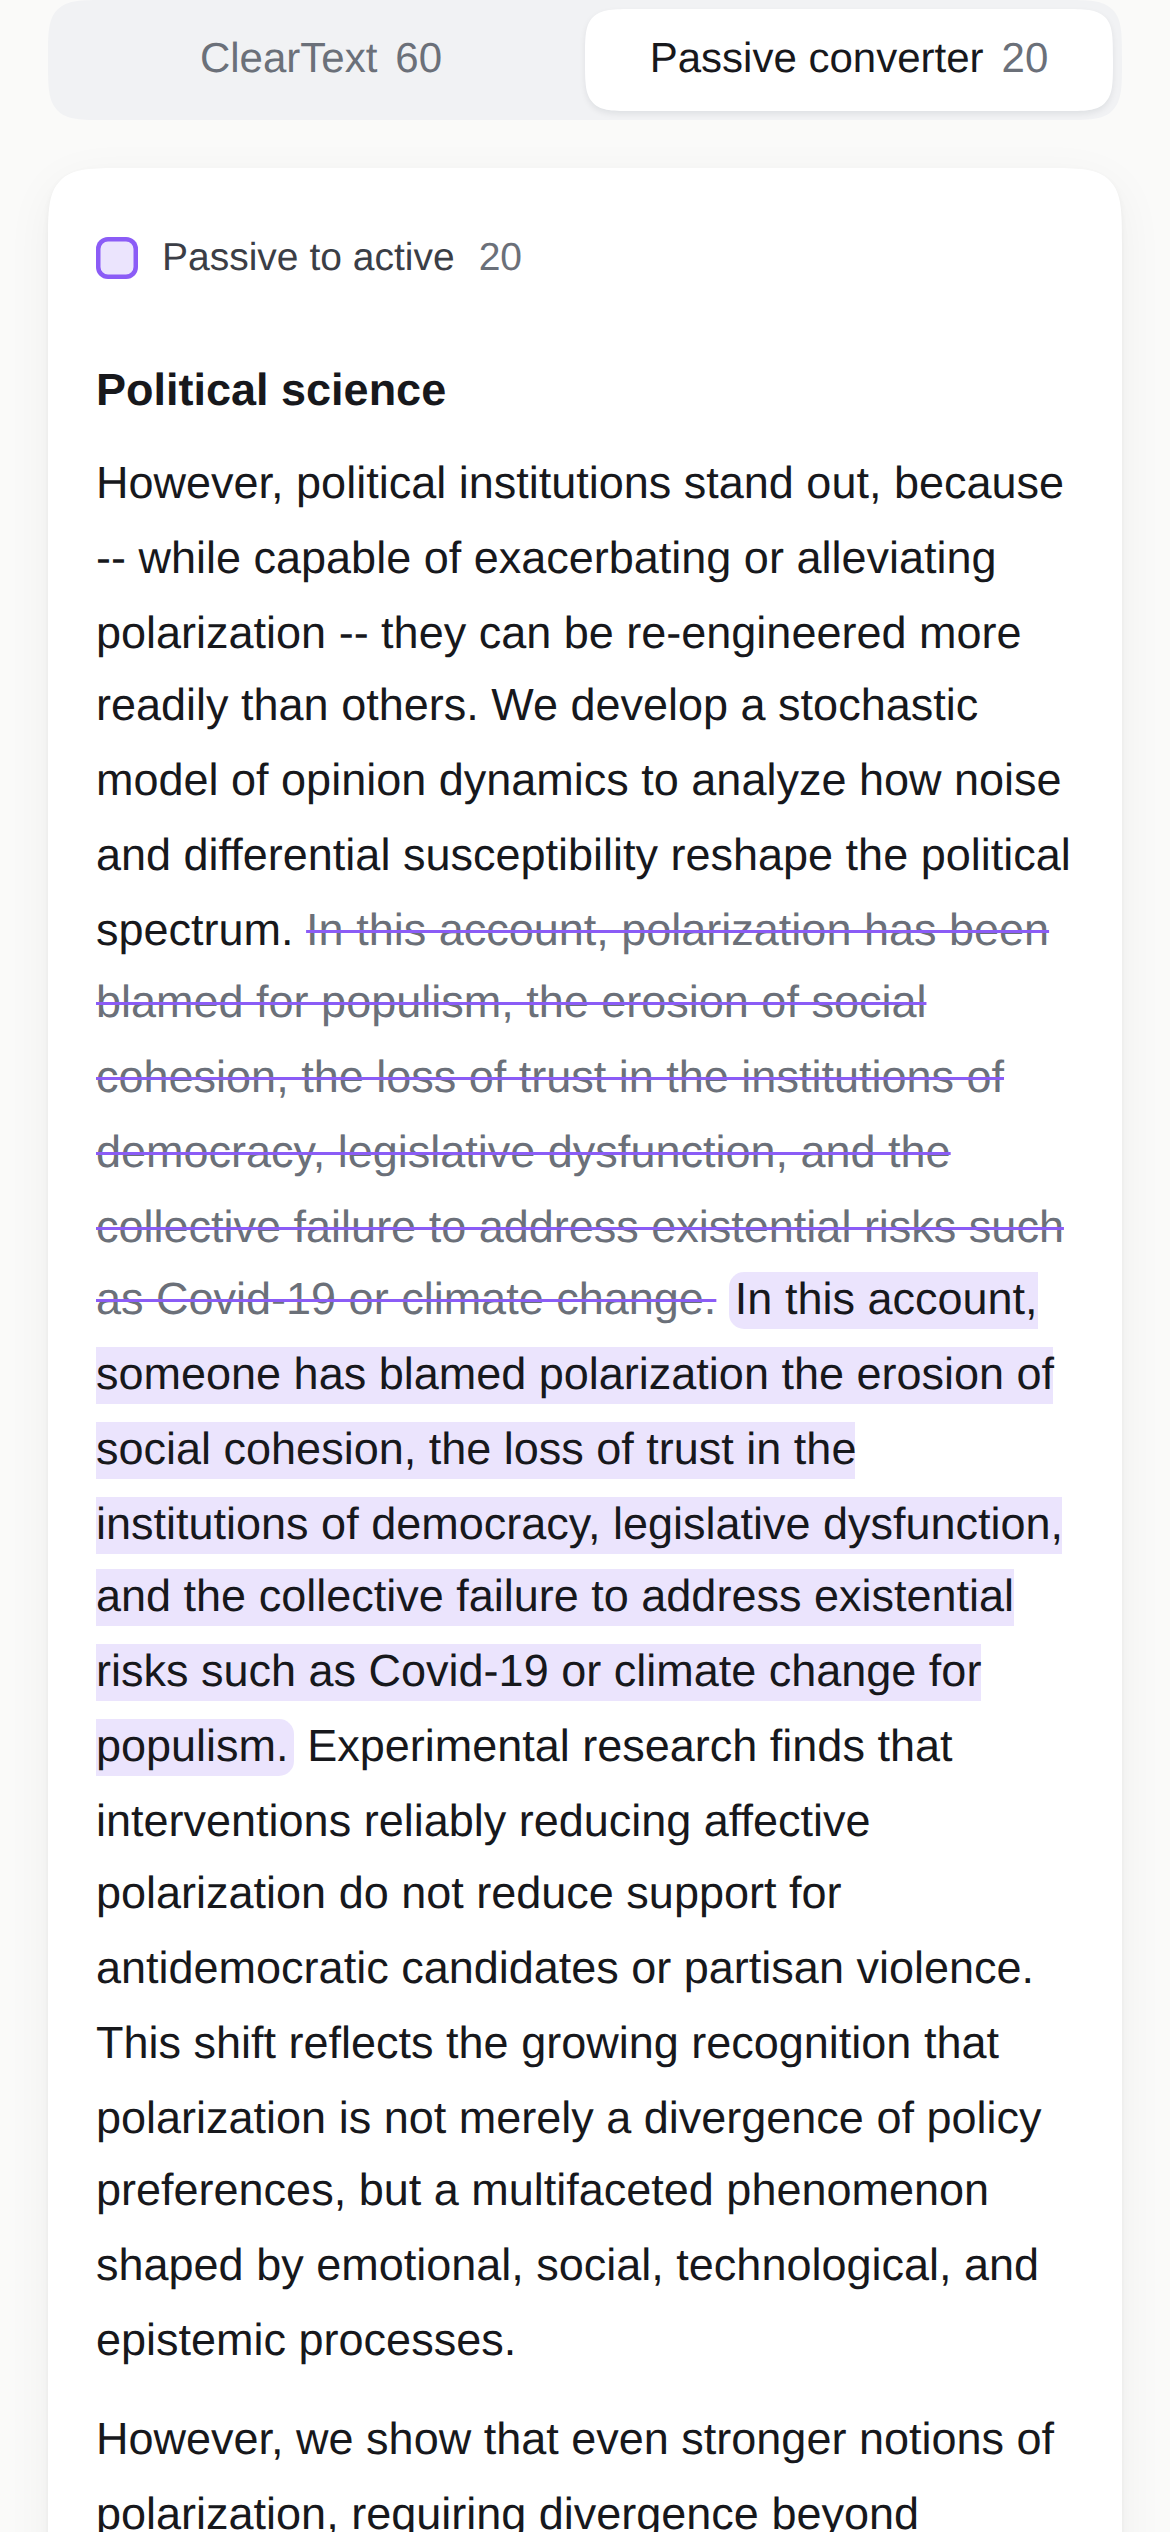 ClearText 60
Passive converter 20
Passive to active 20
Political science
However, political institutions stand out, because
-- while capable of exacerbating or alleviating
polarization -- they can be re-engineered more
readily than others. We develop a stochastic
model of opinion dynamics to analyze how noise
and differential susceptibility reshape the political
spectrum. In this account, polarization has been
blamed for populism, the erosion of social
cohesion, the loss of trust in the institutions of
democracy, legislative dysfunction, and the
collective failure to address existential risks such
as Covid-19 or climate change. In this account,
someone has blamed polarization the erosion of
social cohesion, the loss of trust in the
institutions of democracy, legislative dysfunction,
and the collective failure to address existential
risks such as Covid-19 or climate change for
populism. Experimental research finds that
interventions reliably reducing affective
polarization do not reduce support for
antidemocratic candidates or partisan violence.
This shift reflects the growing recognition that
polarization is not merely a divergence of policy
preferences, but a multifaceted phenomenon
shaped by emotional, social, technological, and
epistemic processes.
However, we show that even stronger notions of
polarization, requiring divergence beyond